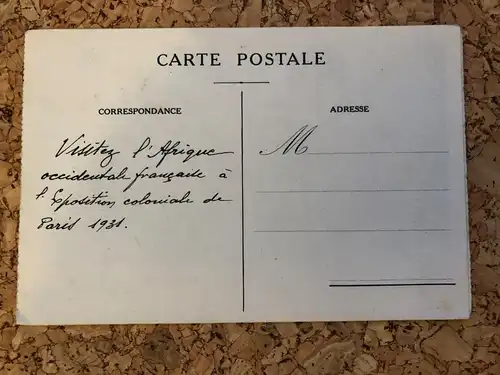 CARTE POSTALE
CORRESPONDANCE
ADRESSE
Visitez l'Afrique
occidentale française à
l'Exposition coloniale de
Paris 1931.
M